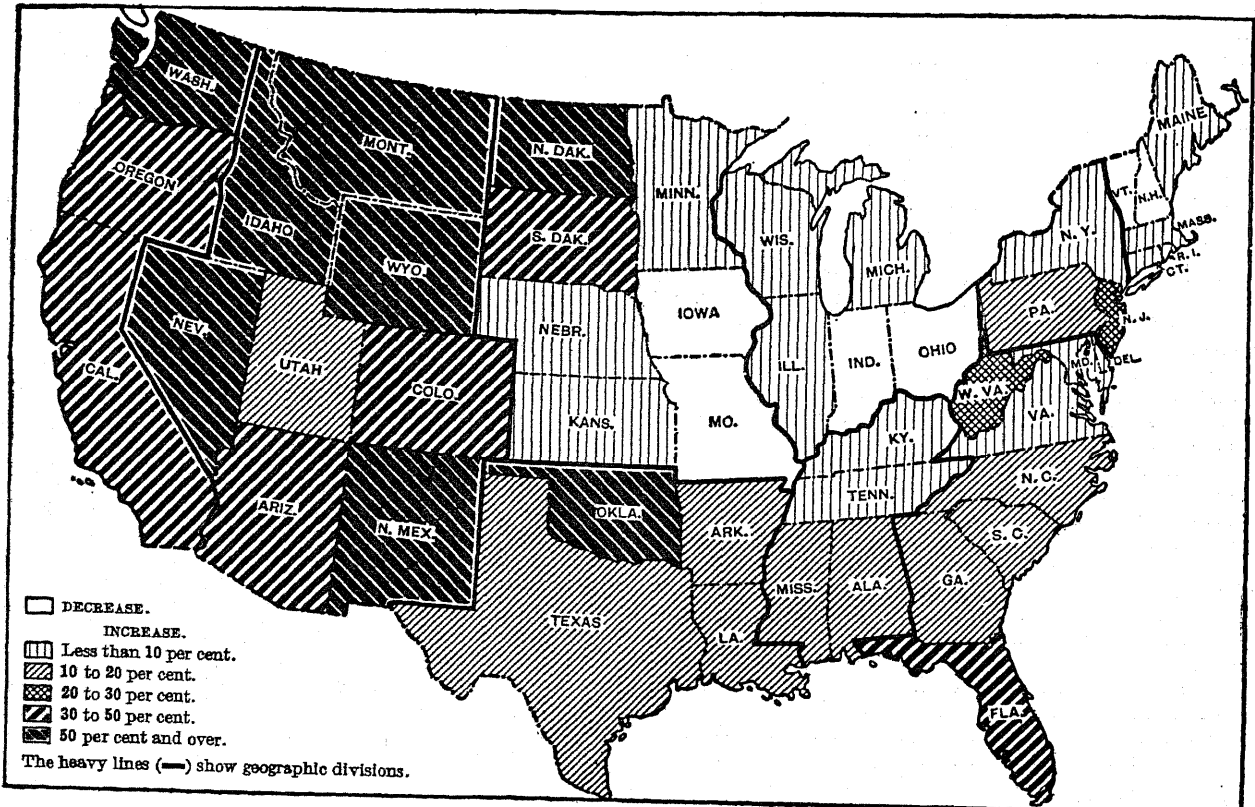 WASH.
MONT.
N. DAK.
MINN.
MAINE
OREGON
IDAHO
WYO.
S. DAK.
WIS.
MICH.
N. Y.
VT.
N.H.
MASS.
R. I.
CT.
NEV.
UTAH
COLO.
NEBR.
IOWA
ILL.
IND.
OHIO
PA.
N. J.
CAL.
KANS.
MO.
KY.
W. VA.
VA.
MD.
DEL.
ARIZ.
N. MEX.
OKLA.
ARK.
TENN.
N. C.
S. C.
TEXAS
LA.
MISS.
ALA.
GA.
FLA.
DECREASE.
INCREASE.
Less than 10 per cent.
10 to 20 per cent.
20 to 30 per cent.
30 to 50 per cent.
50 per cent and over.
The heavy lines (▬) show geographic divisions.